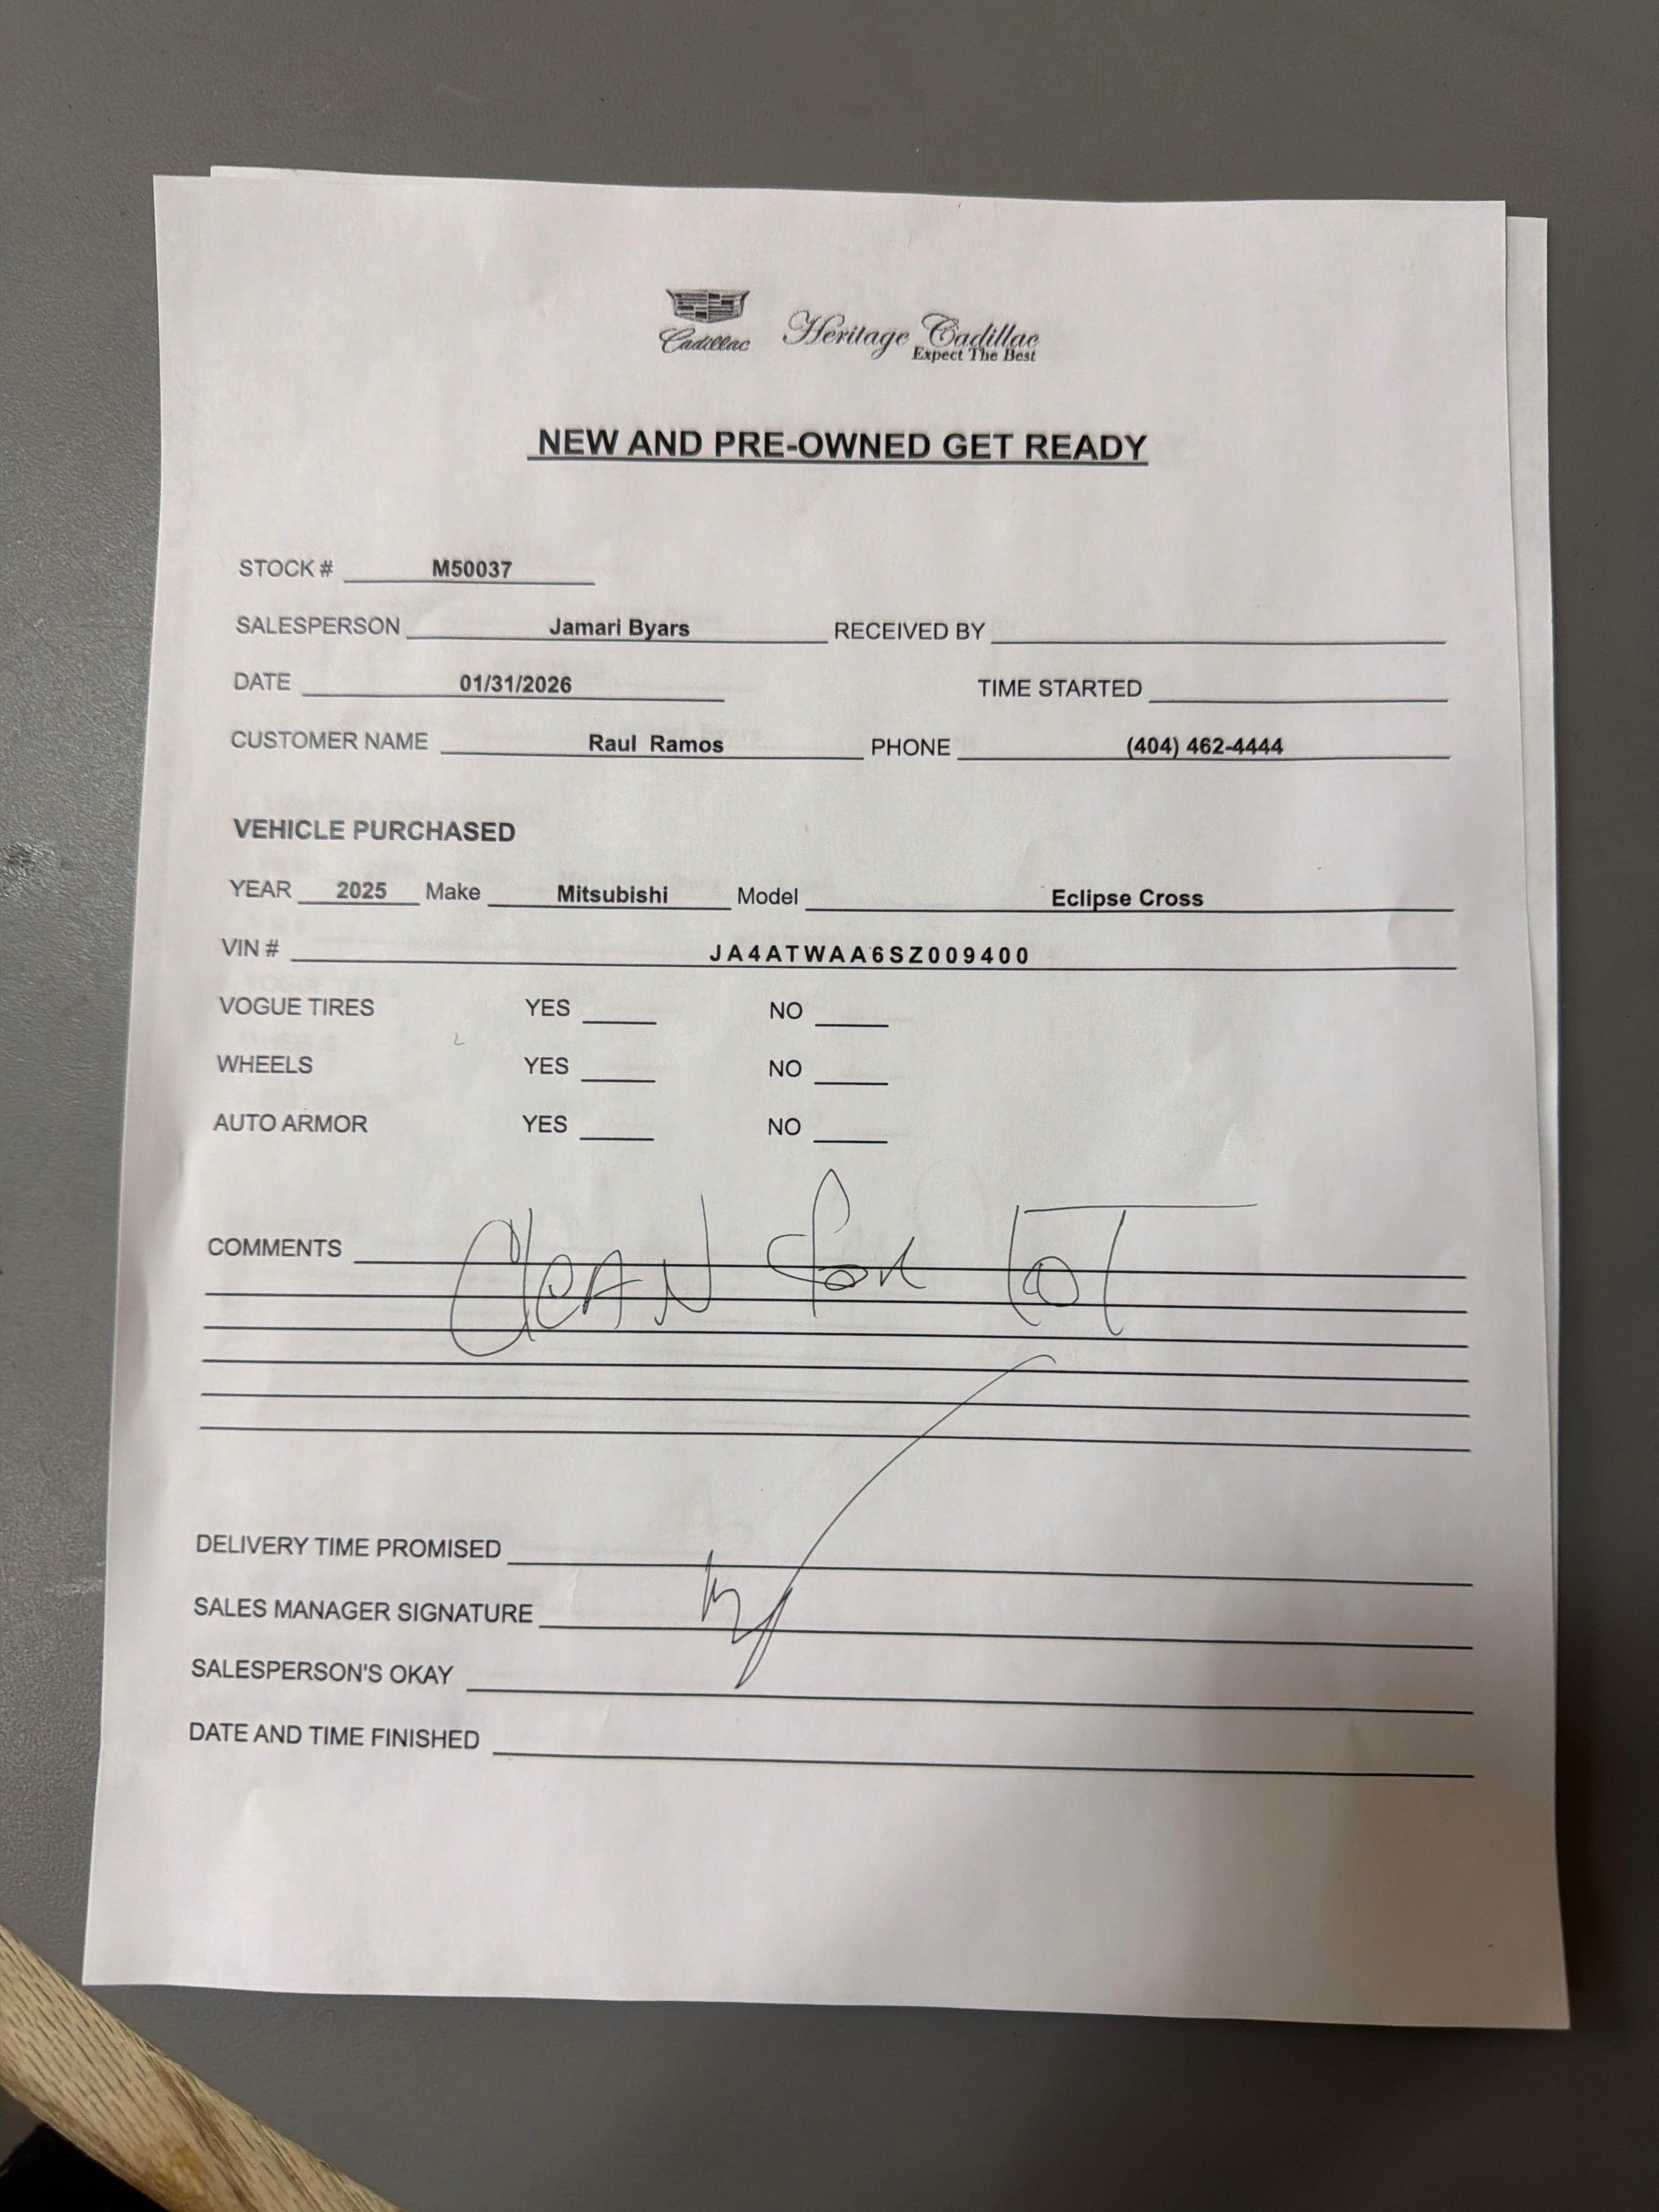 Cadillac Heritage Cadillac
Expect The Best
NEW AND PRE-OWNED GET READY
STOCK # M50037
SALESPERSON Jamari Byars RECEIVED BY
DATE 01/31/2026 TIME STARTED
CUSTOMER NAME Raul Ramos PHONE (404) 462-4444
VEHICLE PURCHASED
YEAR 2025 Make Mitsubishi Model Eclipse Cross
VIN # JA4ATWAA6SZ009400
VOGUE TIRES YES NO
WHEELS YES NO
AUTO ARMOR YES NO
COMMENTS CleAN for loT
DELIVERY TIME PROMISED
SALES MANAGER SIGNATURE
SALESPERSON'S OKAY
DATE AND TIME FINISHED